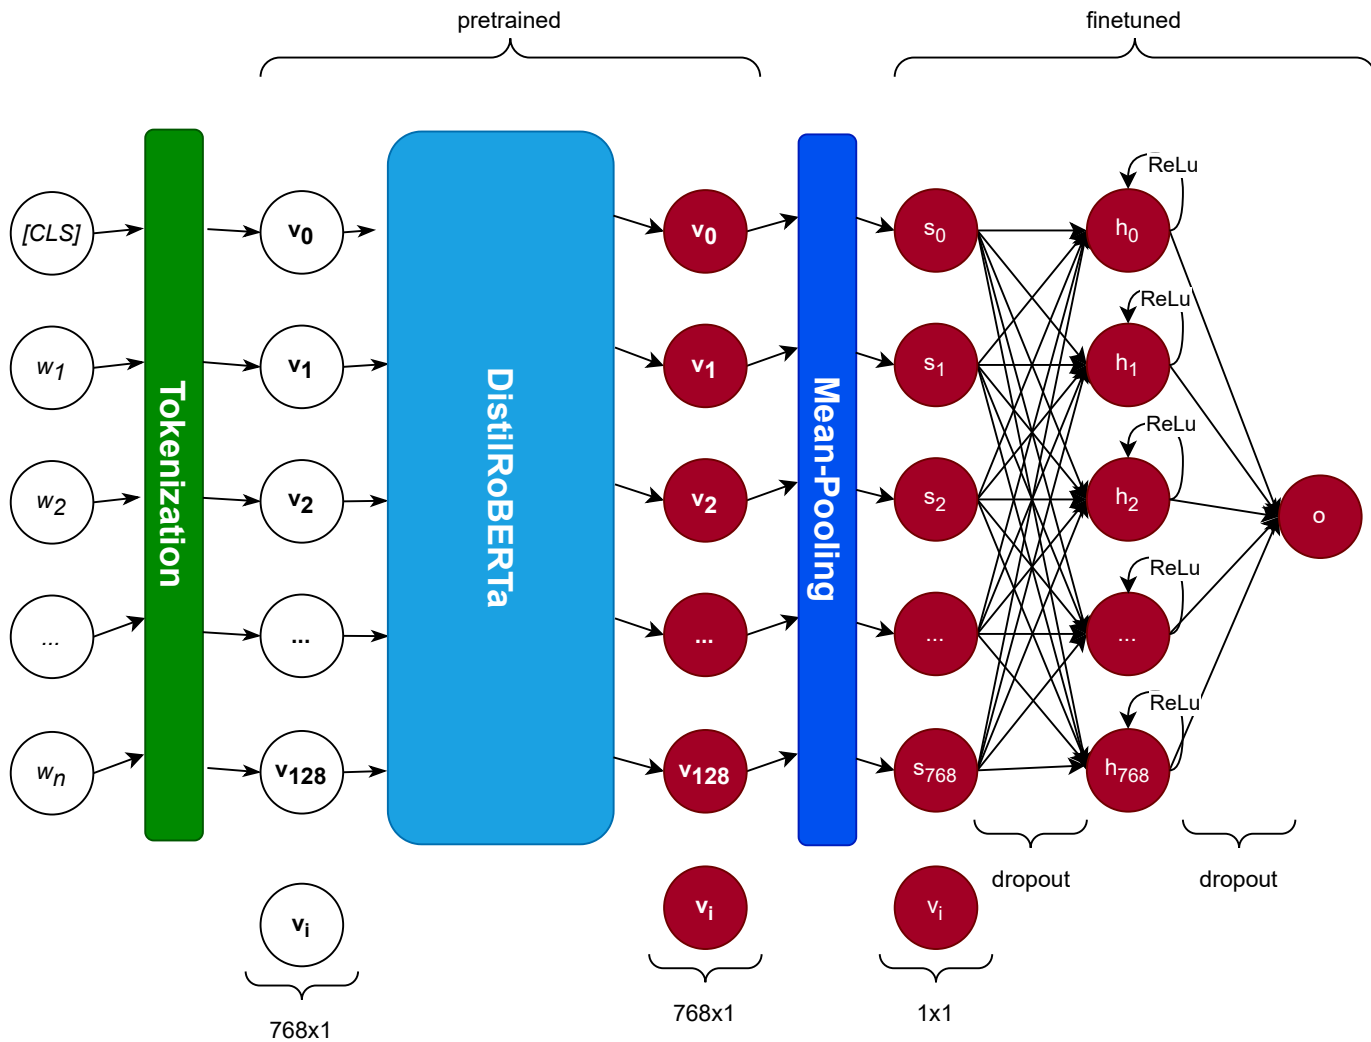 pretrained
finetuned
[CLS]
w1
w2
...
wn
Tokenization
v0
v1
v2
...
v128
DistilRoBERTa
v0
v1
v2
...
v128
Mean-Pooling
s0
s1
s2
...
s768
ReLu
h0
ReLu
h1
ReLu
h2
ReLu
...
ReLu
h768
o
dropout
dropout
vi
vi
vi
768x1
768x1
1x1